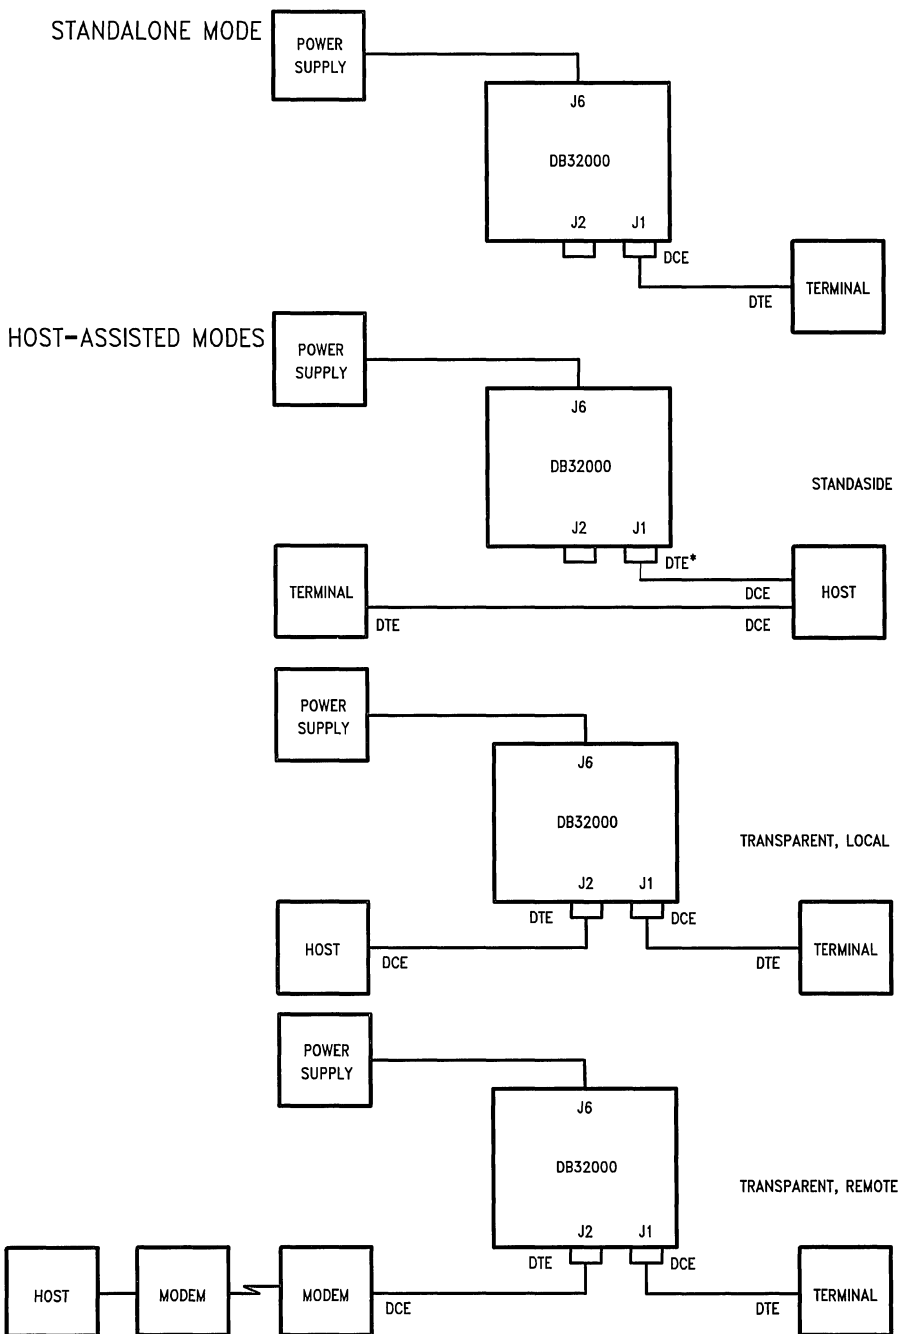 STANDALONE MODE
POWER
SUPPLY
J6
DB32000
J2 J1
DCE
DTE
TERMINAL
HOST-ASSISTED MODES
POWER
SUPPLY
J6
DB32000
STANDASIDE
J2 J1
DTE*
TERMINAL
DCE
HOST
DTE
DCE
POWER
SUPPLY
J6
DB32000
TRANSPARENT, LOCAL
J2 J1
DTE
DCE
HOST
DCE
DTE
TERMINAL
POWER
SUPPLY
J6
DB32000
TRANSPARENT, REMOTE
J2 J1
DTE
DCE
HOST
MODEM
MODEM
DCE
DTE
TERMINAL